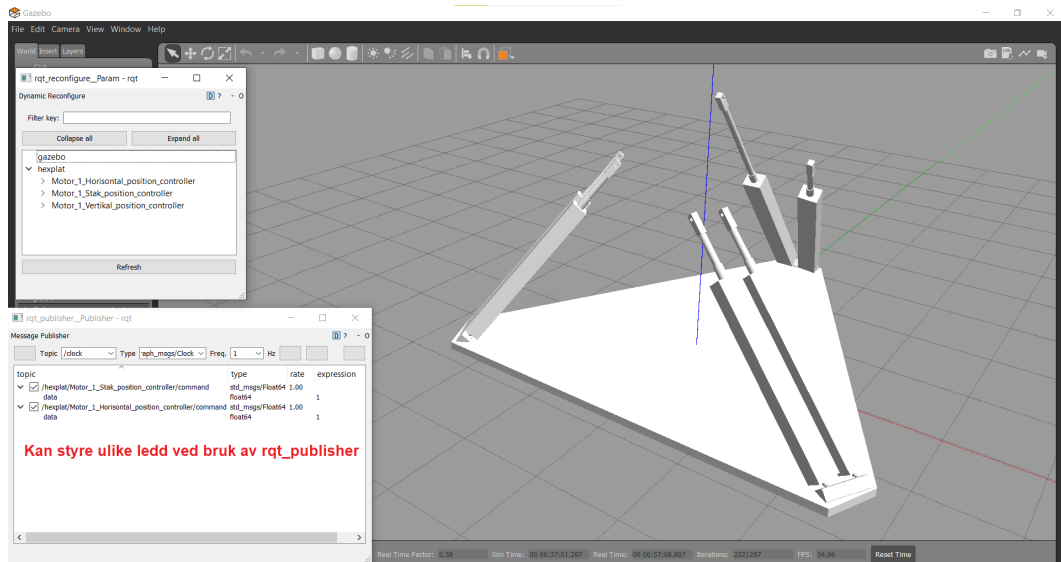 Gazebo
File Edit Camera View Window Help
World Insert Layers
GUI
rqt_reconfigure__Param - rqt
Dynamic Reconfigure
D ? - O
Filter key:
Collapse all Expand all
gazebo
hexplat
Motor_1_Horisontal_position_controller
Motor_1_Stak_position_controller
Motor_1_Vertikal_position_controller
Refresh
rqt_publisher__Publisher - rqt
Message Publisher
D ? - O
Topic /clock Type raph_msgs/Clock Freq. 1 Hz
topic type rate expression
/hexplat/Motor_1_Stak_position_controller/command std_msgs/Float64 1.00
data float64 1
/hexplat/Motor_1_Horisontal_position_controller/command std_msgs/Float64 1.00
data float64 1
Kan styre ulike ledd ved bruk av rqt_publisher
Real Time Factor: 0.58 Sim Time: 00 00:37:01.297 Real Time: 00 00:57:08.807 Iterations: 2221297 FPS: 54.06 Reset Time